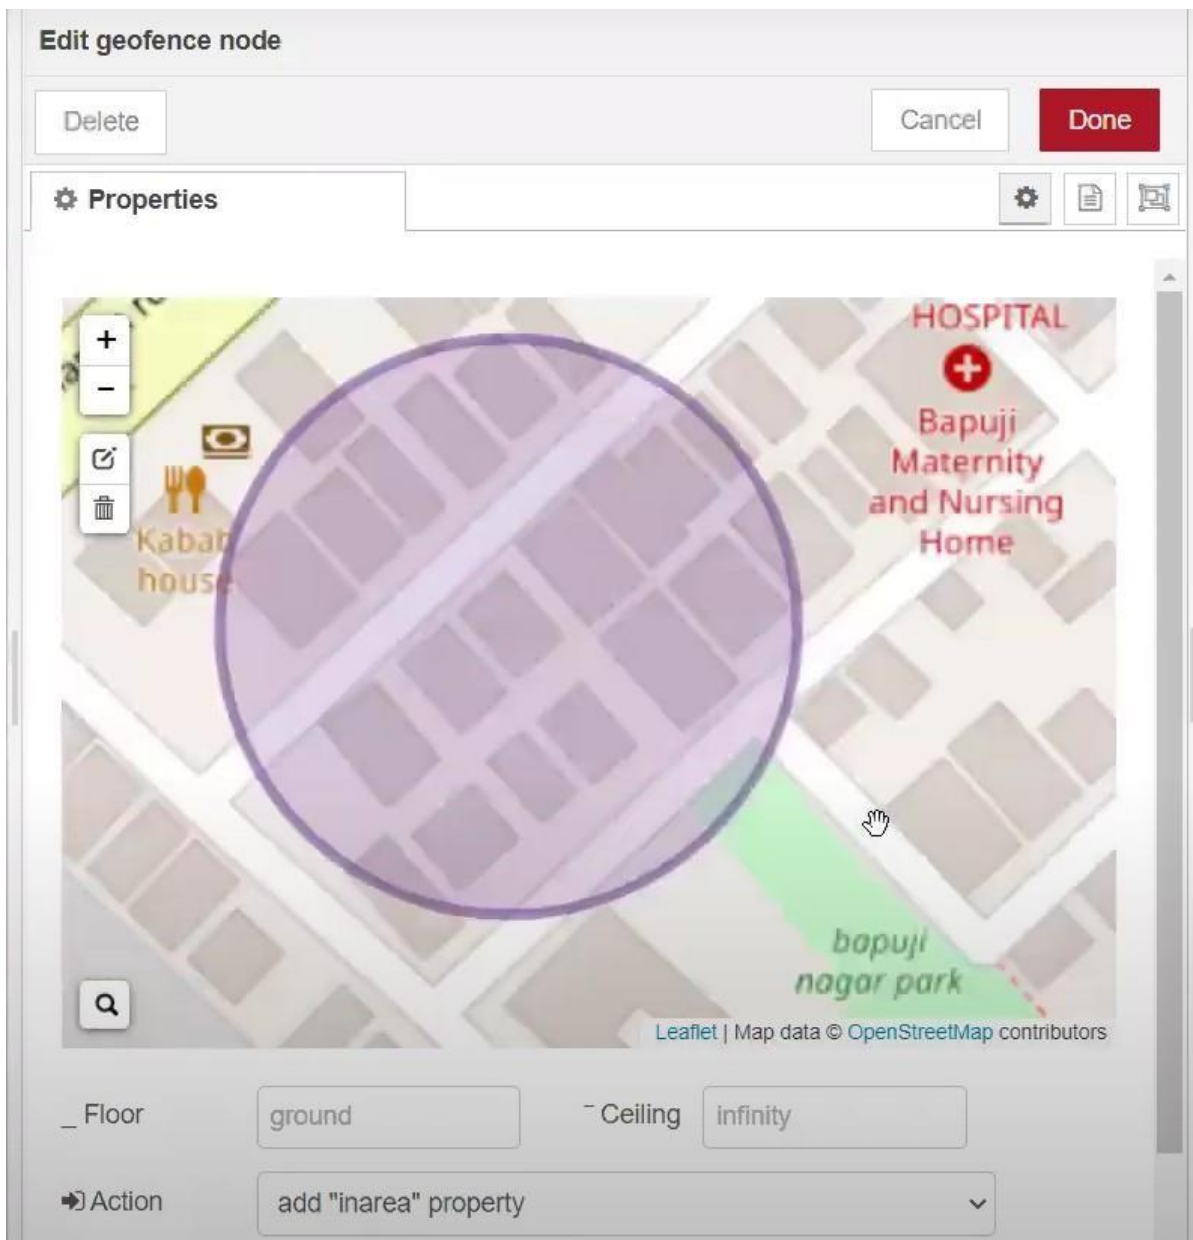 Edit geofence node
Delete
Cancel
Done
Properties
+
−
HOSPITAL
Bapuji
Maternity
and Nursing
Home
Kabab
house
bapuji
nagar park
Leaflet | Map data © OpenStreetMap contributors
_ Floor
ground
‾ Ceiling
infinity
Action
add "inarea" property